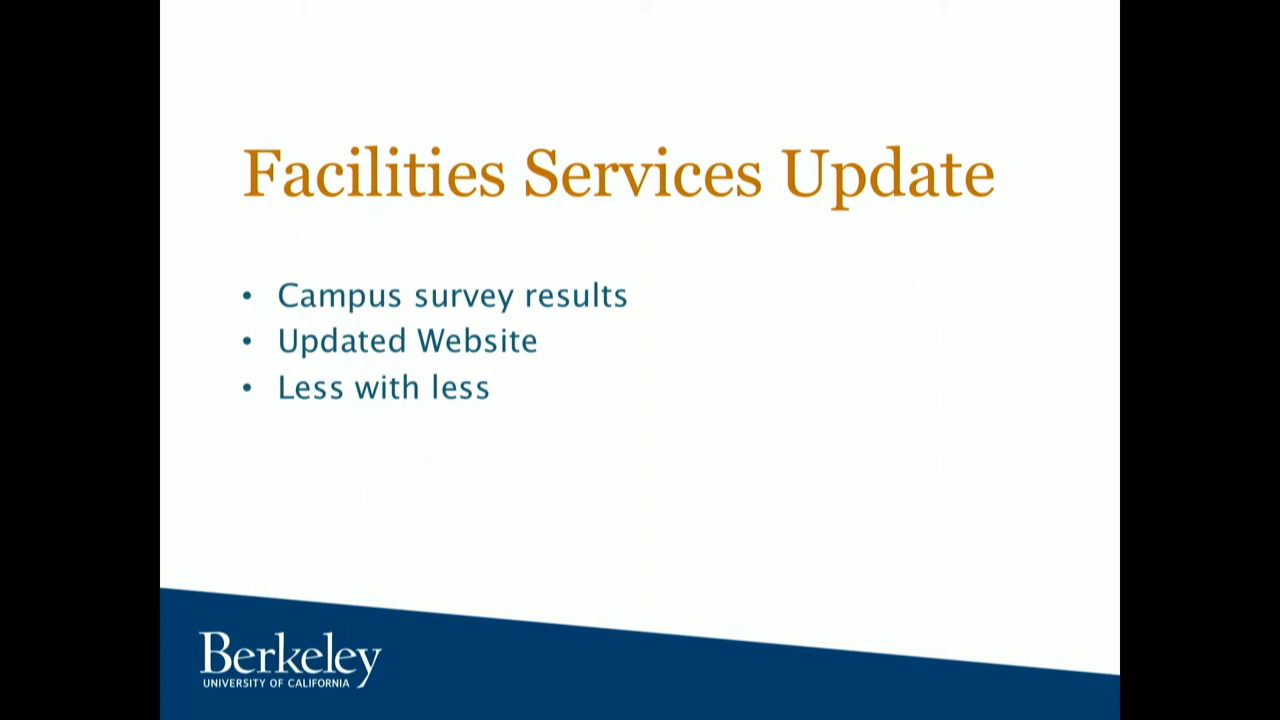 Facilities Services Update
• Campus survey results
• Updated Website
• Less with less
Berkeley
UNIVERSITY OF CALIFORNIA